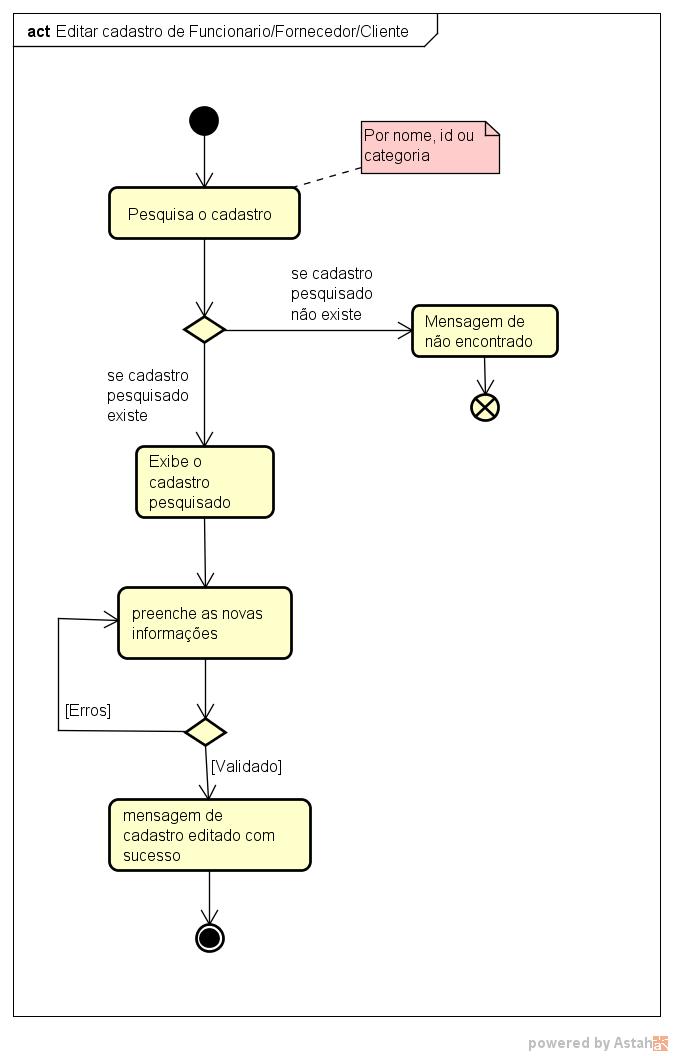 act Editar cadastro de Funcionario/Fornecedor/Cliente
Por nome, id ou
categoria
Pesquisa o cadastro
se cadastro
pesquisado
não existe
Mensagem de
não encontrado
se cadastro
pesquisado
existe
Exibe o
cadastro
pesquisado
preenche as novas
informações
[Erros]
[Validado]
mensagem de
cadastro editado com
sucesso
powered by Astah